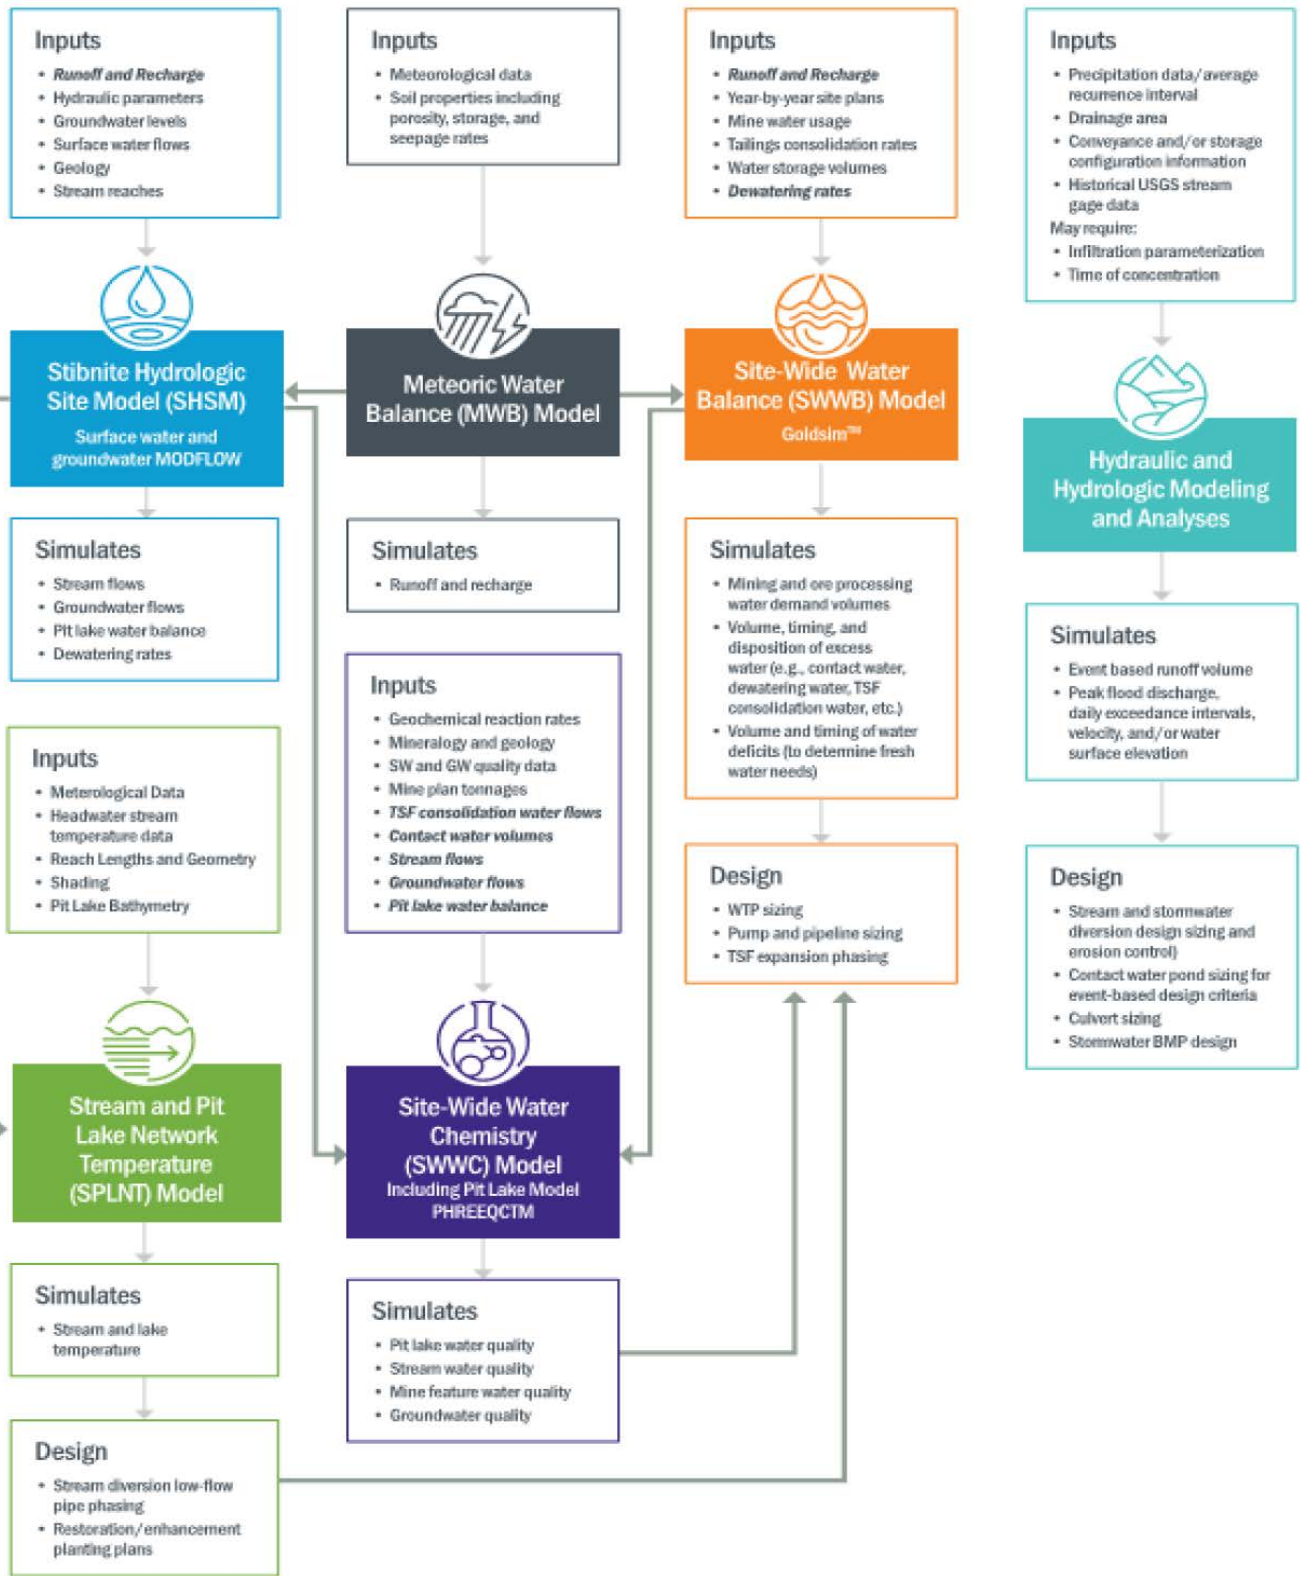 Inputs
• Runoff and Recharge
• Hydraulic parameters
• Groundwater levels
• Surface water flows
• Geology
• Stream reaches
Stibnite Hydrologic
Site Model (SHSM)
Surface water and
groundwater MODFLOW
Simulates
• Stream flows
• Groundwater flows
• Pit lake water balance
• Dewatering rates
Inputs
• Meterological Data
• Headwater stream
temperature data
• Reach Lengths and Geometry
• Shading
• Pit Lake Bathymetry
Stream and Pit
Lake Network
Temperature
(SPLNT) Model
Simulates
• Stream and lake
temperature
Design
• Stream diversion low-flow
pipe phasing
• Restoration/enhancement
planting plans
Inputs
• Meteorological data
• Soil properties including
porosity, storage, and
seepage rates
Meteoric Water
Balance (MWB) Model
Simulates
• Runoff and recharge
Inputs
• Geochemical reaction rates
• Mineralogy and geology
• SW and GW quality data
• Mine plan tonnages
• TSF consolidation water flows
• Contact water volumes
• Stream flows
• Groundwater flows
• Pit lake water balance
Site-Wide Water
Chemistry
(SWWC) Model
Including Pit Lake Model
PHREEQCTM
Simulates
• Pit lake water quality
• Stream water quality
• Mine feature water quality
• Groundwater quality
Inputs
• Runoff and Recharge
• Year-by-year site plans
• Mine water usage
• Tailings consolidation rates
• Water storage volumes
• Dewatering rates
Site-Wide Water
Balance (SWWB) Model
Goldsim™
Simulates
• Mining and ore processing
water demand volumes
• Volume, timing, and
disposition of excess
water (e.g., contact water,
dewatering water, TSF
consolidation water, etc.)
• Volume and timing of water
deficits (to determine fresh
water needs)
Design
• WTP sizing
• Pump and pipeline sizing
• TSF expansion phasing
Inputs
• Precipitation data/average
recurrence interval
• Drainage area
• Conveyance and/or storage
configuration information
• Historical USGS stream
gage data
May require:
• Infiltration parameterization
• Time of concentration
Hydraulic and
Hydrologic Modeling
and Analyses
Simulates
• Event based runoff volume
• Peak flood discharge,
daily exceedance intervals,
velocity, and/or water
surface elevation
Design
• Stream and stormwater
diversion design sizing and
erosion control)
• Contact water pond sizing for
event-based design criteria
• Culvert sizing
• Stormwater BMP design